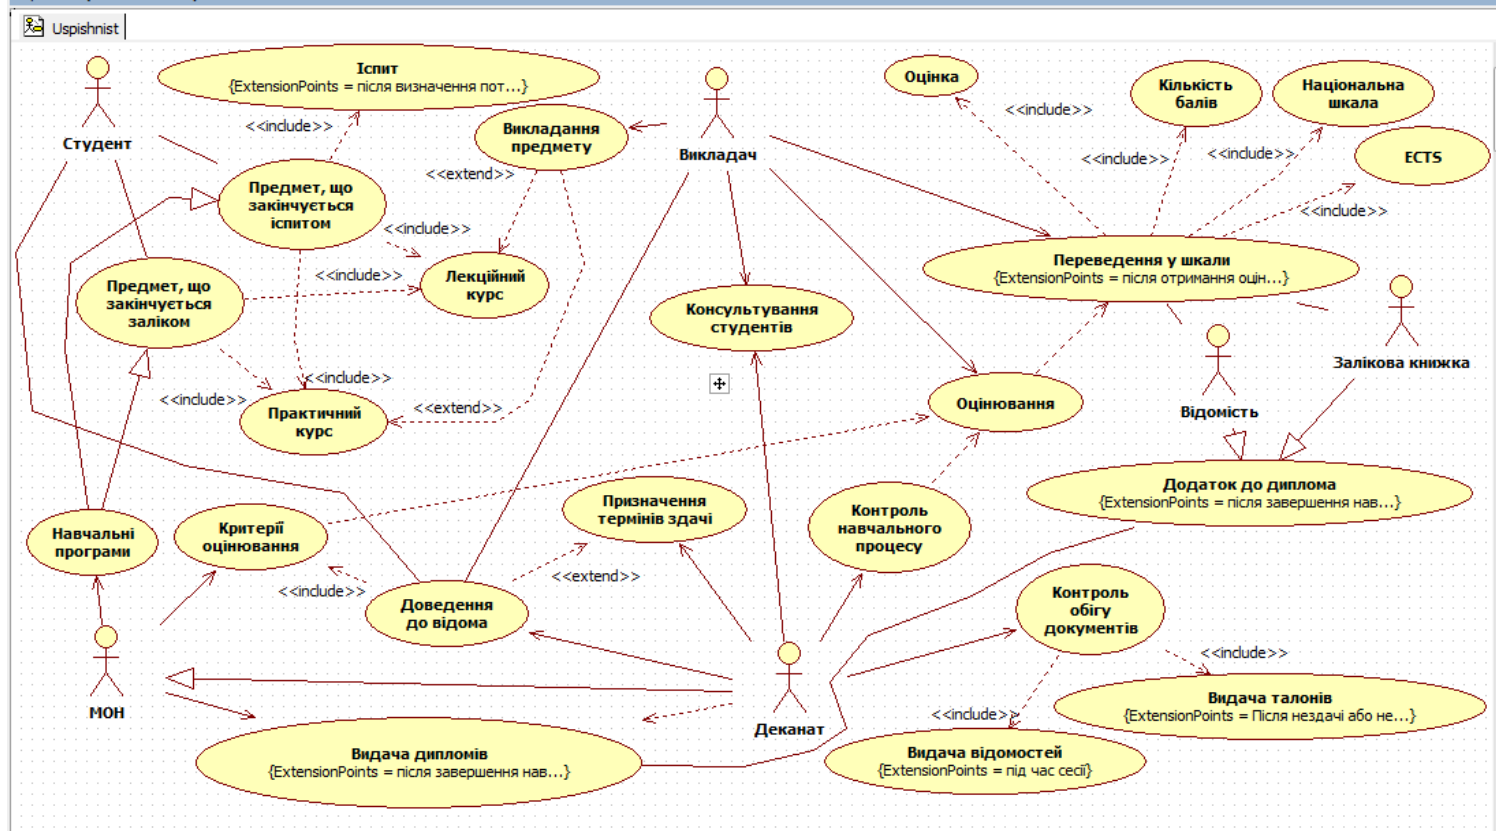 Uspishnist
Іспит
{ExtensionPoints = після визначення пот...}
Студент
<<include>>
Викладання
предмету
<<extend>>
Викладач
Оцінка
<<include>>
Кількість
балів
Національна
шкала
<<include>>
<<include>>
ECTS
<<include>>
Предмет, що
закінчується
іспитом
<<include>>
<<include>>
Лекційний
курс
Предмет, що
закінчується
заліком
Переведення у шкали
{ExtensionPoints = після отримання оцін...}
Консультування
студентів
Залікова книжка
<<include>>
<<include>>
Практичний
курс
<<extend>>
Оцінювання
Відомість
Додаток до диплома
{ExtensionPoints = після завершення нав...}
Навчальні
програми
Критерії
оцінювання
Призначення
термінів здачі
Контроль
навчального
процесу
<<include>>
<<extend>>
Доведення
до відома
Контроль
обігу
документів
<<include>>
МОН
Деканат
<<include>>
Видача талонів
{ExtensionPoints = Після нездачі або не...}
Видача дипломів
{ExtensionPoints = після завершення нав...}
Видача відомостей
{ExtensionPoints = під час сесії}